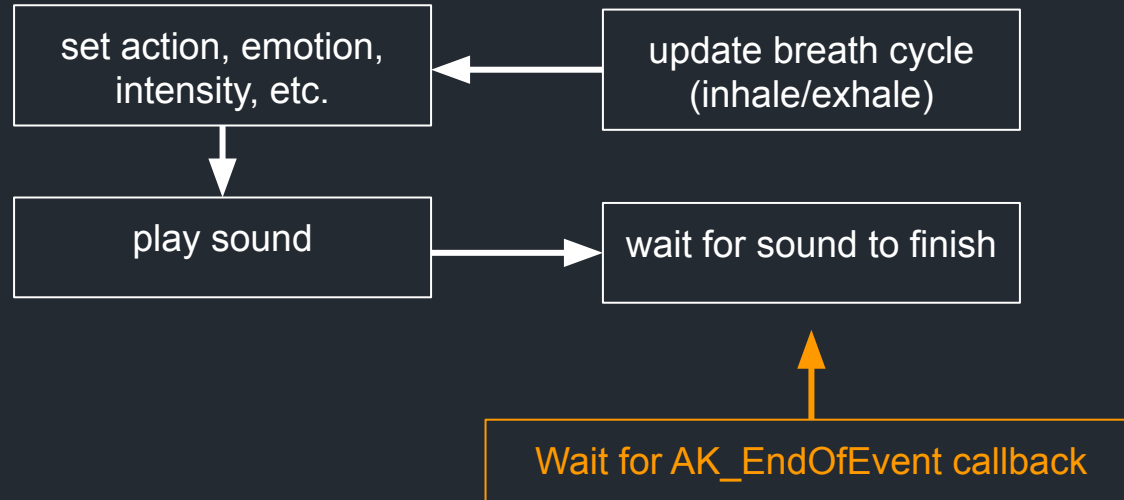 set action, emotion,
intensity, etc.
update breath cycle
(inhale/exhale)
play sound
wait for sound to finish
Wait for AK_EndOfEvent callback